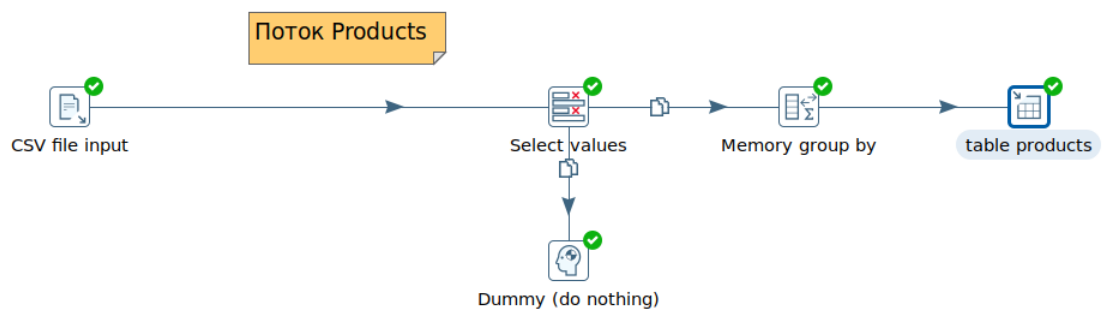 Поток Products
CSV file input
Select values
Memory group by
table products
Dummy (do nothing)